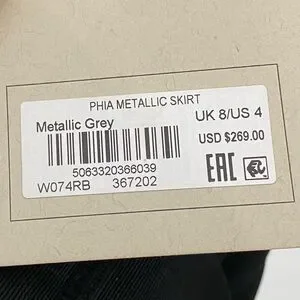 PHIA METALLIC SKIRT
Metallic Grey UK 8/US 4
USD $269.00
5063320366039
W074RB 367202
EAC